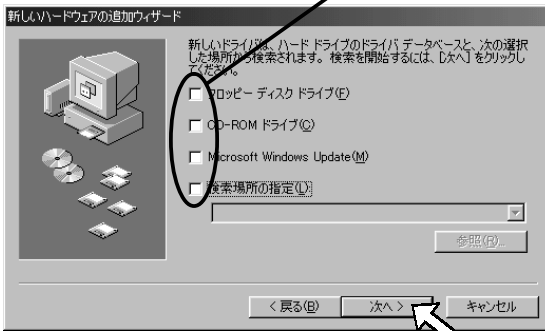 新しいハードウェアの追加ウィザード
新しいドライバは、ハード ドライブのドライバ データベースと、次の選択
した場所から検索されます。検索を開始するには、[次へ] をクリックし
てください。
フロッピー ディスク ドライブ(F)
CD-ROM ドライブ(C)
Microsoft Windows Update(M)
検索場所の指定(L):
参照(R)...
< 戻る(B)
次へ >
キャンセル